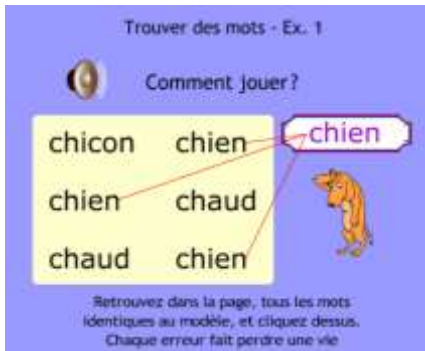 Trouver des mots - Ex. 1
Comment jouer?
chicon chien
chien
chien chaud
chaud chien
Retrouvez dans la page, tous les mots
identiques au modèle, et cliquez dessus.
Chaque erreur fait perdre une vie